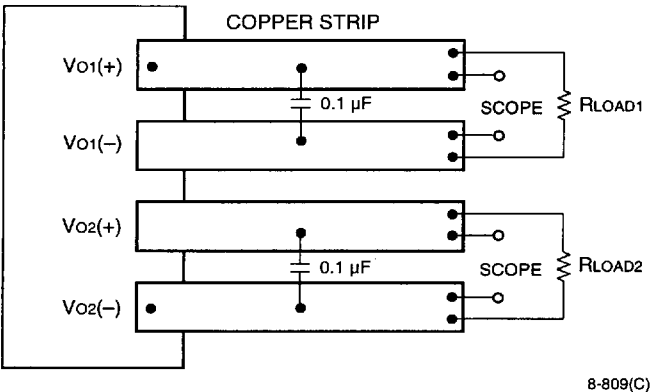 COPPER STRIP
VO1(+)
0.1 µF
SCOPE
RLOAD1
VO1(–)
VO2(+)
0.1 µF
SCOPE
RLOAD2
VO2(–)
8-809(C)